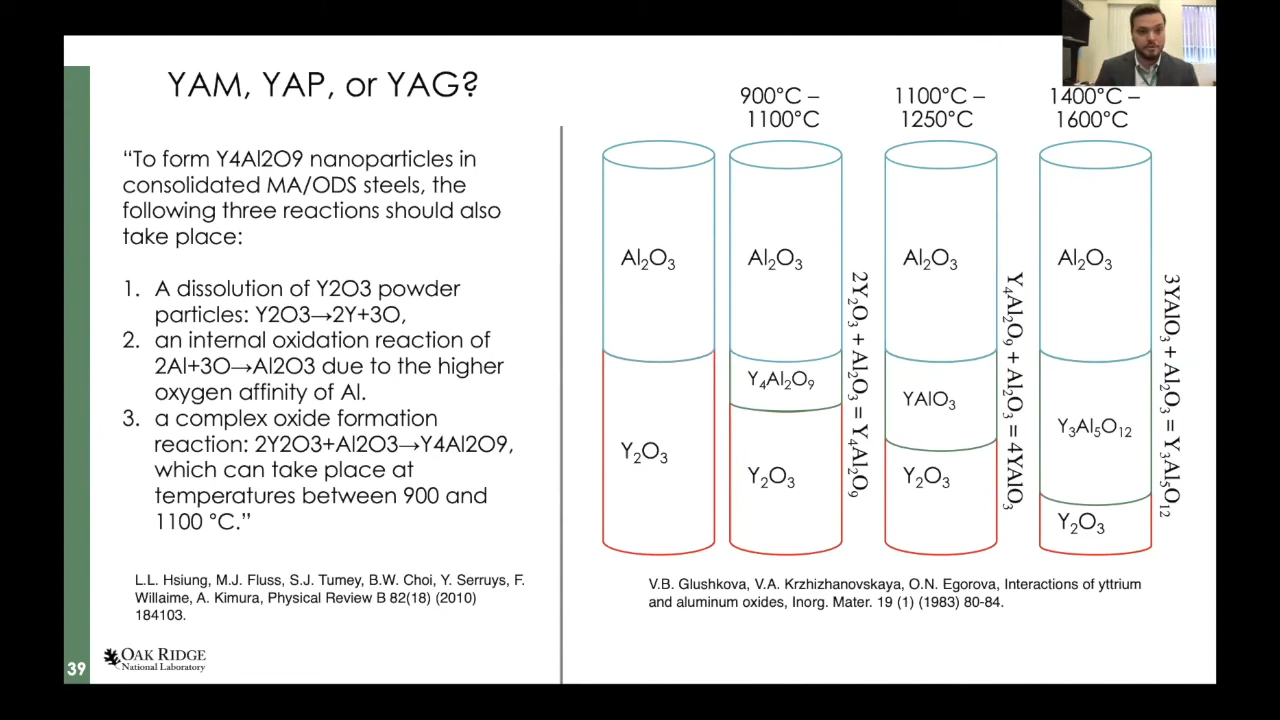 YAM, YAP, or YAG?
“To form Y4Al2O9 nanoparticles in
consolidated MA/ODS steels, the
following three reactions should also
take place:
1. A dissolution of Y2O3 powder
particles: Y2O3→2Y+3O,
2. an internal oxidation reaction of
2Al+3O→Al2O3 due to the higher
oxygen affinity of Al.
3. a complex oxide formation
reaction: 2Y2O3+Al2O3→Y4Al2O9,
which can take place at
temperatures between 900 and
1100 °C.”
L.L. Hsiung, M.J. Fluss, S.J. Tumey, B.W. Choi, Y. Serruys, F.
Willaime, A. Kimura, Physical Review B 82(18) (2010)
184103.
39
OAK RIDGE
National Laboratory
Al₂O₃
Y₂O₃
900°C –
1100°C
Al₂O₃
Y₄Al₂O₉
Y₂O₃
2Y₂O₃ + Al₂O₃ = Y₄Al₂O₉
1100°C –
1250°C
Al₂O₃
YAlO₃
Y₂O₃
Y₄Al₂O₉ + Al₂O₃ = 4YAlO₃
1400°C –
1600°C
Al₂O₃
Y₃Al₅O₁₂
Y₂O₃
3YAlO₃ + Al₂O₃ = Y₃Al₅O₁₂
V.B. Glushkova, V.A. Krzhizhanovskaya, O.N. Egorova, Interactions of yttrium
and aluminum oxides, Inorg. Mater. 19 (1) (1983) 80-84.